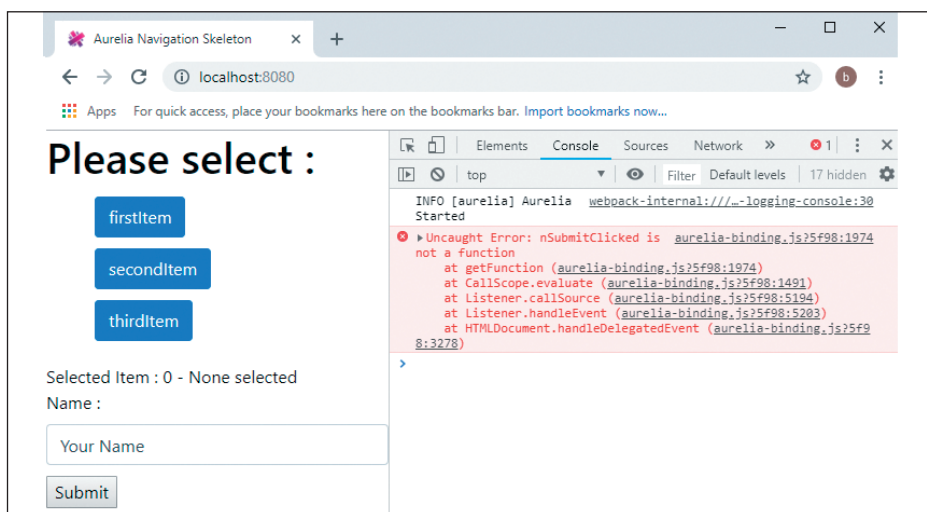 Aurelia Navigation Skeleton
localhost:8080
b
Apps For quick access, place your bookmarks here on the bookmarks bar. Import bookmarks now...
Please select :
firstItem
secondItem
thirdItem
Selected Item : 0 - None selected
Name :
Your Name
Submit
Elements Console Sources Network » 1
top Filter Default levels 17 hidden
INFO [aurelia] Aurelia webpack-internal:///…-logging-console:30
Started
Uncaught Error: nSubmitClicked is aurelia-binding.js?5f98:1974
not a function
at getFunction (aurelia-binding.js?5f98:1974)
at CallScope.evaluate (aurelia-binding.js?5f98:1491)
at Listener.callSource (aurelia-binding.js?5f98:5194)
at Listener.handleEvent (aurelia-binding.js?5f98:5203)
at HTMLDocument.handleDelegatedEvent (aurelia-binding.js?5f9
8:3278)